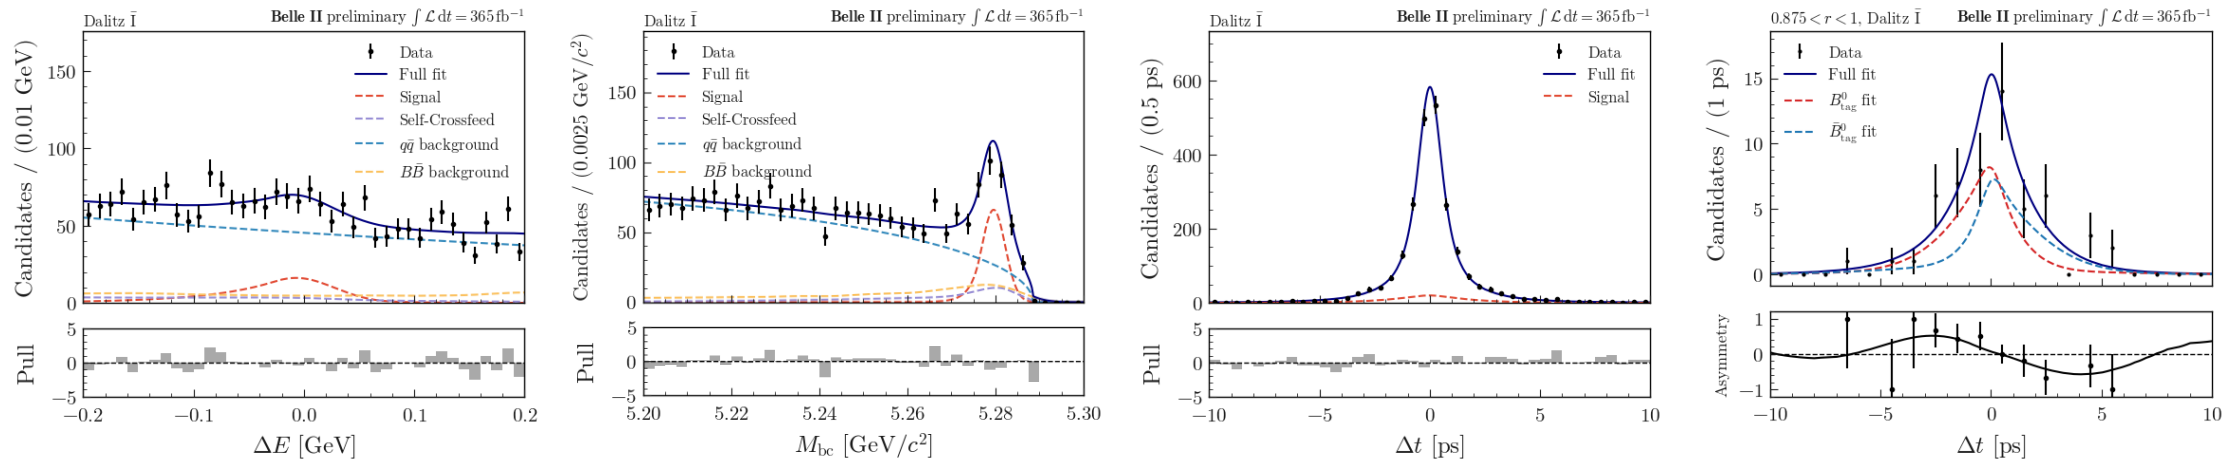 Dalitz Ī
Belle II preliminary ∫ ℒ dt = 365 fb⁻¹
Candidates / (0.01 GeV)
150
100
50
0
Data
Full fit
Signal
Self-Crossfeed
qq̄ background
BB̄ background
Pull
5
0
−5
−0.2 −0.1 0.0 0.1 0.2
ΔE [GeV]
Dalitz Ī
Belle II preliminary ∫ ℒ dt = 365 fb⁻¹
Candidates / (0.0025 GeV/c²)
150
100
50
0
Data
Full fit
Signal
Self-Crossfeed
qq̄ background
BB̄ background
Pull
5
0
−5
5.20 5.22 5.24 5.26 5.28 5.30
M_bc [GeV/c²]
Dalitz Ī
Belle II preliminary ∫ ℒ dt = 365 fb⁻¹
Candidates / (0.5 ps)
600
400
200
0
Data
Full fit
Signal
Pull
5
0
−5
−10 −5 0 5 10
Δt [ps]
0.875 < r < 1, Dalitz Ī
Belle II preliminary ∫ ℒ dt = 365 fb⁻¹
Candidates / (1 ps)
15
10
5
0
Data
Full fit
B⁰_tag fit
B̄⁰_tag fit
Asymmetry
1
0
−1
−10 −5 0 5 10
Δt [ps]